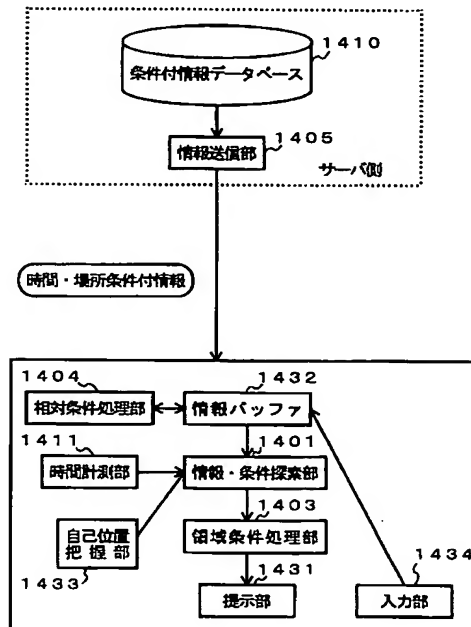 1410
条件付情報データベース
1405
情報送信部
サーバ側
時間・場所条件付情報
1404
1432
相対条件処理部
情報バッファ
1411
1401
時間計測部
情報・条件探索部
1403
自己位置
把握部
領域条件処理部
1433
1431
1434
提示部
入力部